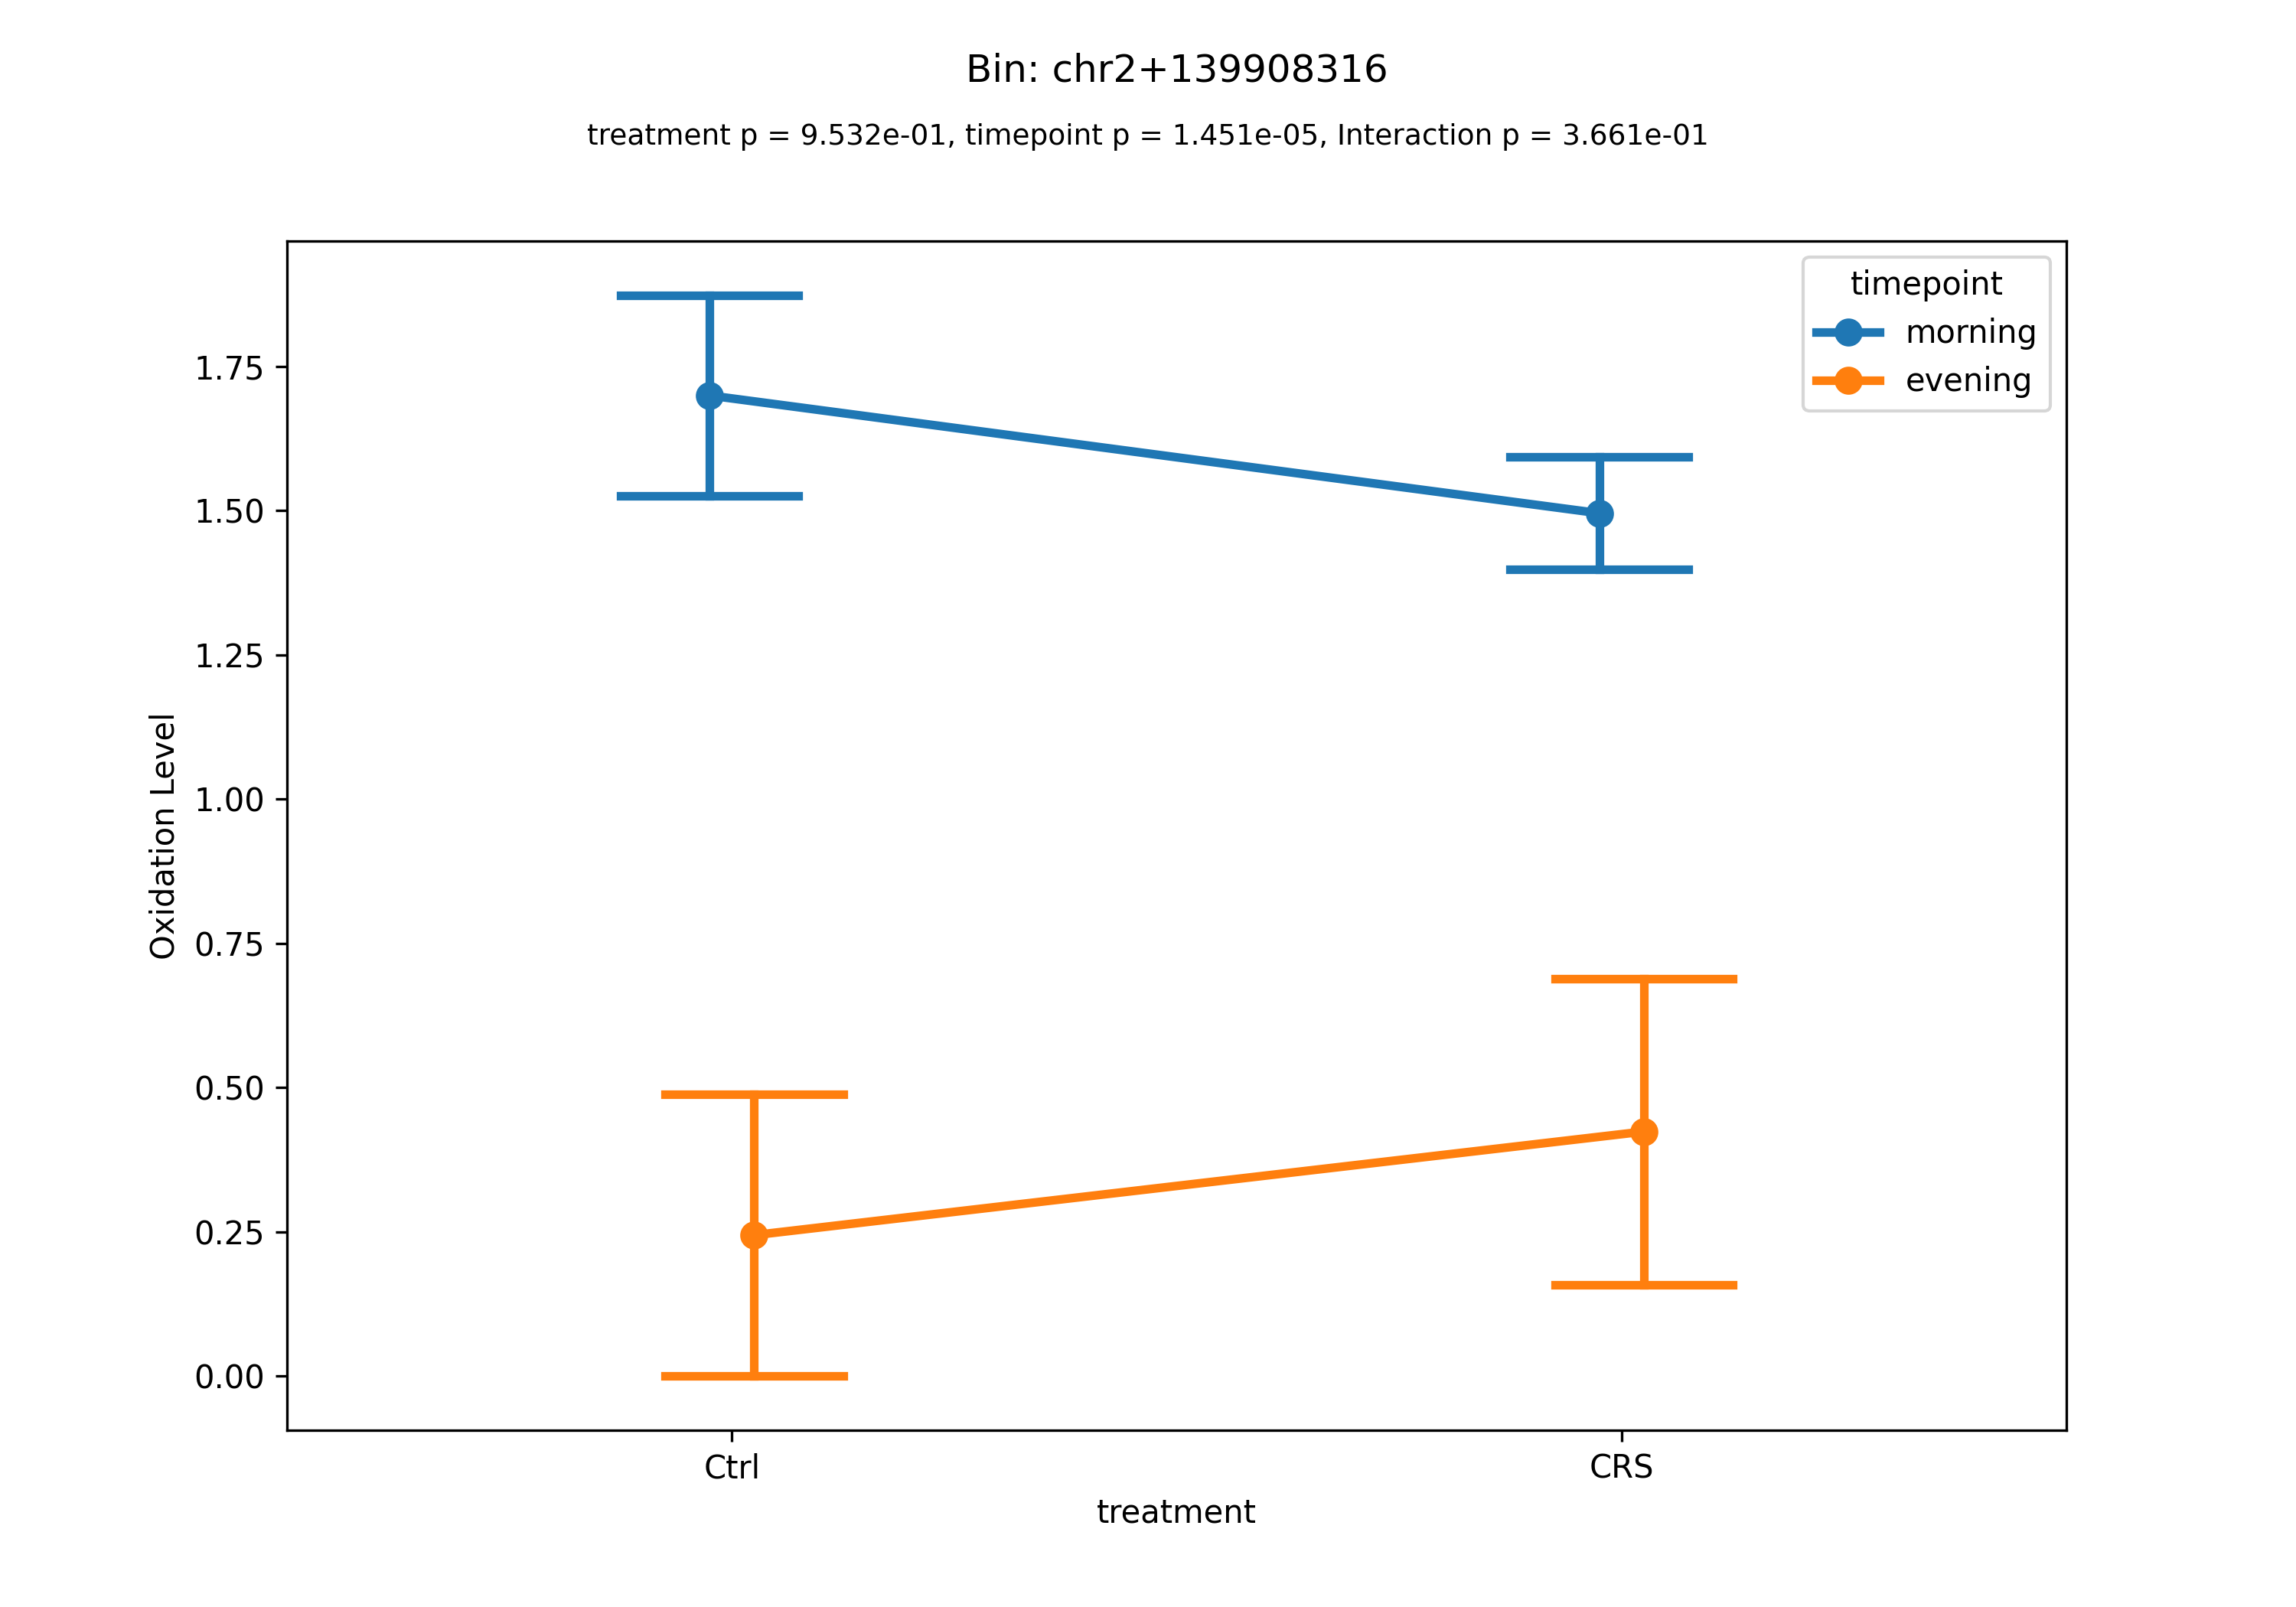 Bin: chr2+139908316
treatment p = 9.532e-01, timepoint p = 1.451e-05, Interaction p = 3.661e-01
timepoint
morning
evening
Oxidation Level
1.75
1.50
1.25
1.00
0.75
0.50
0.25
0.00
Ctrl
CRS
treatment